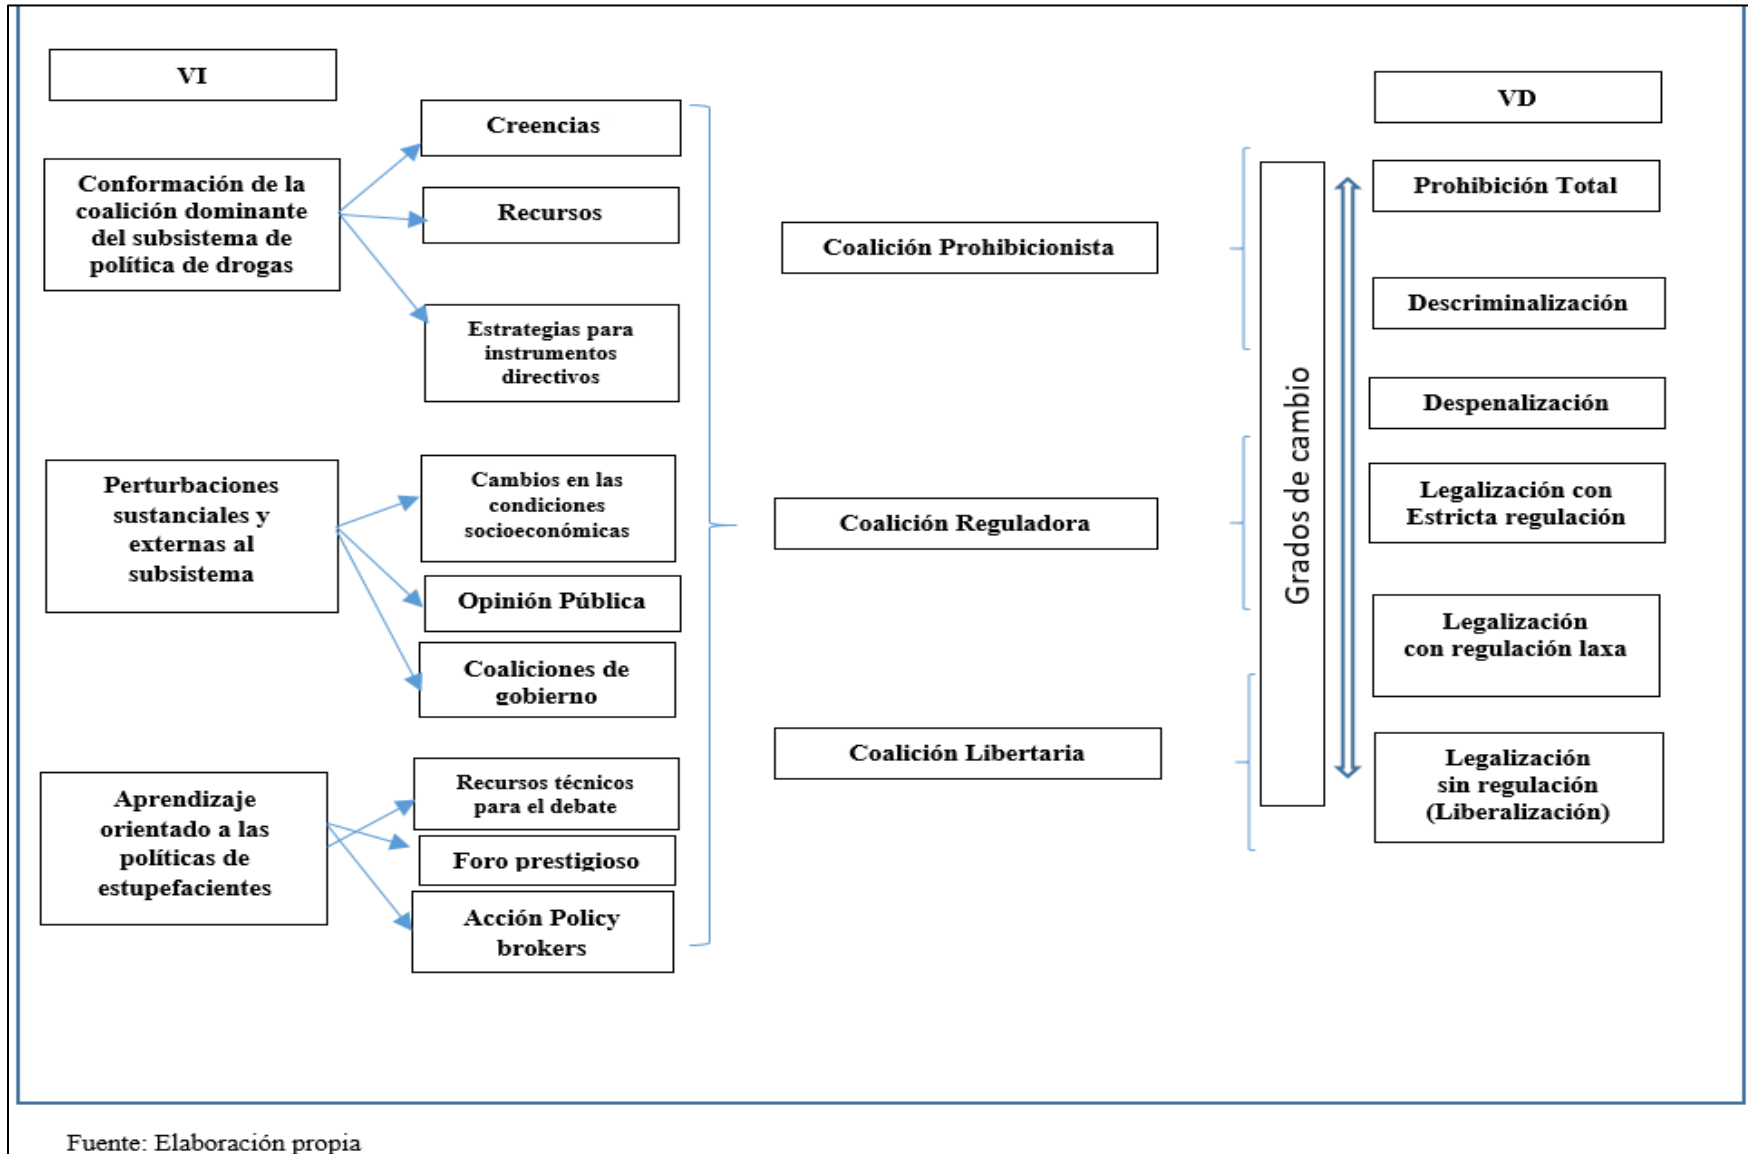 VI
Conformación de la
coalición dominante
del subsistema de
política de drogas
Creencias
Recursos
Estrategias para
instrumentos
directivos
Perturbaciones
sustanciales y
externas al
subsistema
Cambios en las
condiciones
socioeconómicas
Opinión Pública
Coaliciones de
gobierno
Aprendizaje
orientado a las
políticas de
estupefacientes
Recursos técnicos
para el debate
Foro prestigioso
Acción Policy
brokers
Coalición Prohibicionista
Coalición Reguladora
Coalición Libertaria
Grados de cambio
VD
Prohibición Total
Descriminalización
Despenalización
Legalización con
Estricta regulación
Legalización
con regulación laxa
Legalización
sin regulación
(Liberalización)
Fuente: Elaboración propia